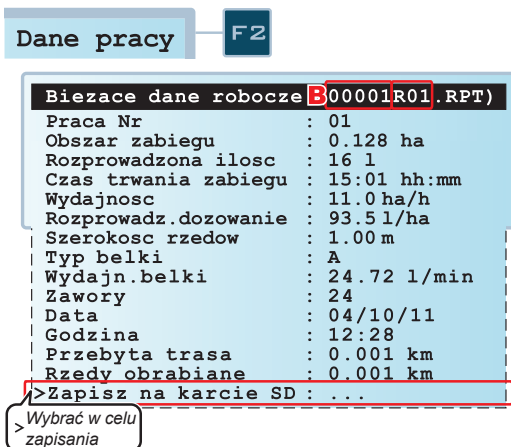 Dane pracy F2
Biezace dane robocze B00001R01.RPT)
Praca Nr : 01
Obszar zabiegu : 0.128 ha
Rozprowadzona ilosc : 16 l
Czas trwania zabiegu : 15:01 hh:mm
Wydajnosc : 11.0 ha/h
Rozprowadz.dozowanie : 93.5 l/ha
Szerokosc rzedow : 1.00 m
Typ belki : A
Wydajn.belki : 24.72 l/min
Zawory : 24
Data : 04/10/11
Godzina : 12:28
Przebyta trasa : 0.001 km
Rzedy obrabiane : 0.001 km
>Zapisz na karcie SD : ...
> Wybrać w celu
zapisania